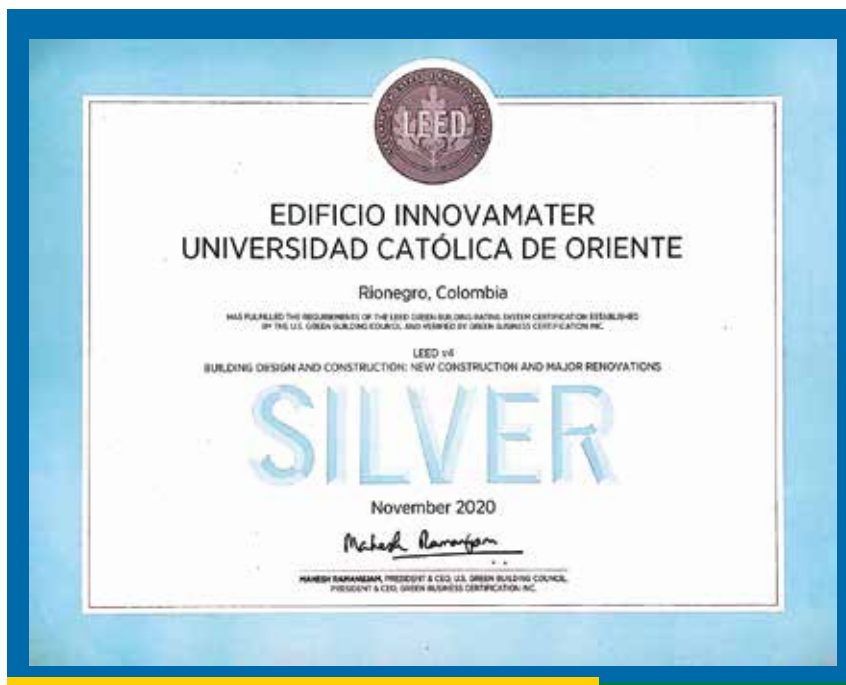 LEED
EDIFICIO INNOVAMATER
UNIVERSIDAD CATÓLICA DE ORIENTE
Rionegro, Colombia
HAS FULFILLED THE REQUIREMENTS OF THE LEED GREEN BUILDING RATING SYSTEM CERTIFICATION ESTABLISHED
BY THE U.S. GREEN BUILDING COUNCIL AND VERIFIED BY GREEN BUSINESS CERTIFICATION INC.
LEED v4
BUILDING DESIGN AND CONSTRUCTION: NEW CONSTRUCTION AND MAJOR RENOVATIONS
SILVER
November 2020
Mahesh Ramanujam
MAHESH RAMANUJAM, PRESIDENT & CEO, U.S. GREEN BUILDING COUNCIL,
PRESIDENT & CEO, GREEN BUSINESS CERTIFICATION INC.